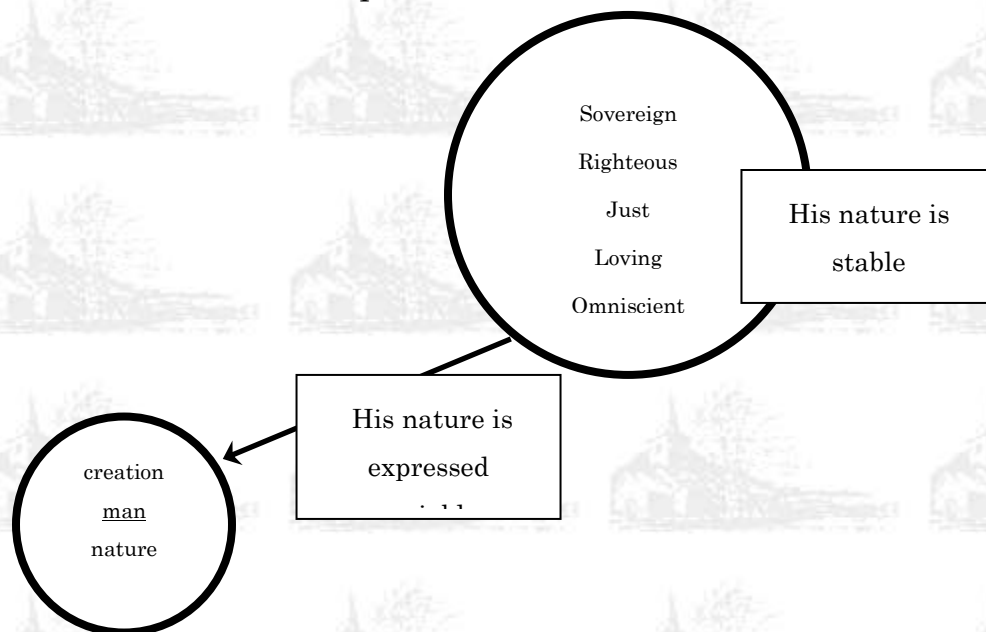 Sovereign
Righteous
Just
Loving
Omniscient
His nature is
stable
His nature is
expressed
creation
man
nature